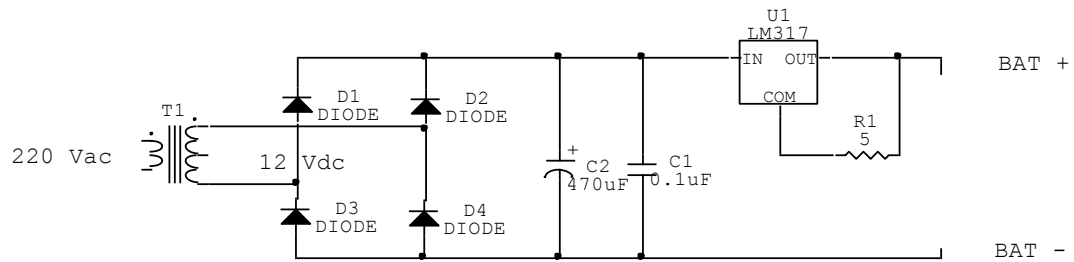 U1
LM317
IN OUT
COM
BAT +
D1
DIODE
D2
DIODE
T1
R1
5
220 Vac
12 Vdc
+
C2
470uF
C1
0.1uF
D3
DIODE
D4
DIODE
BAT -